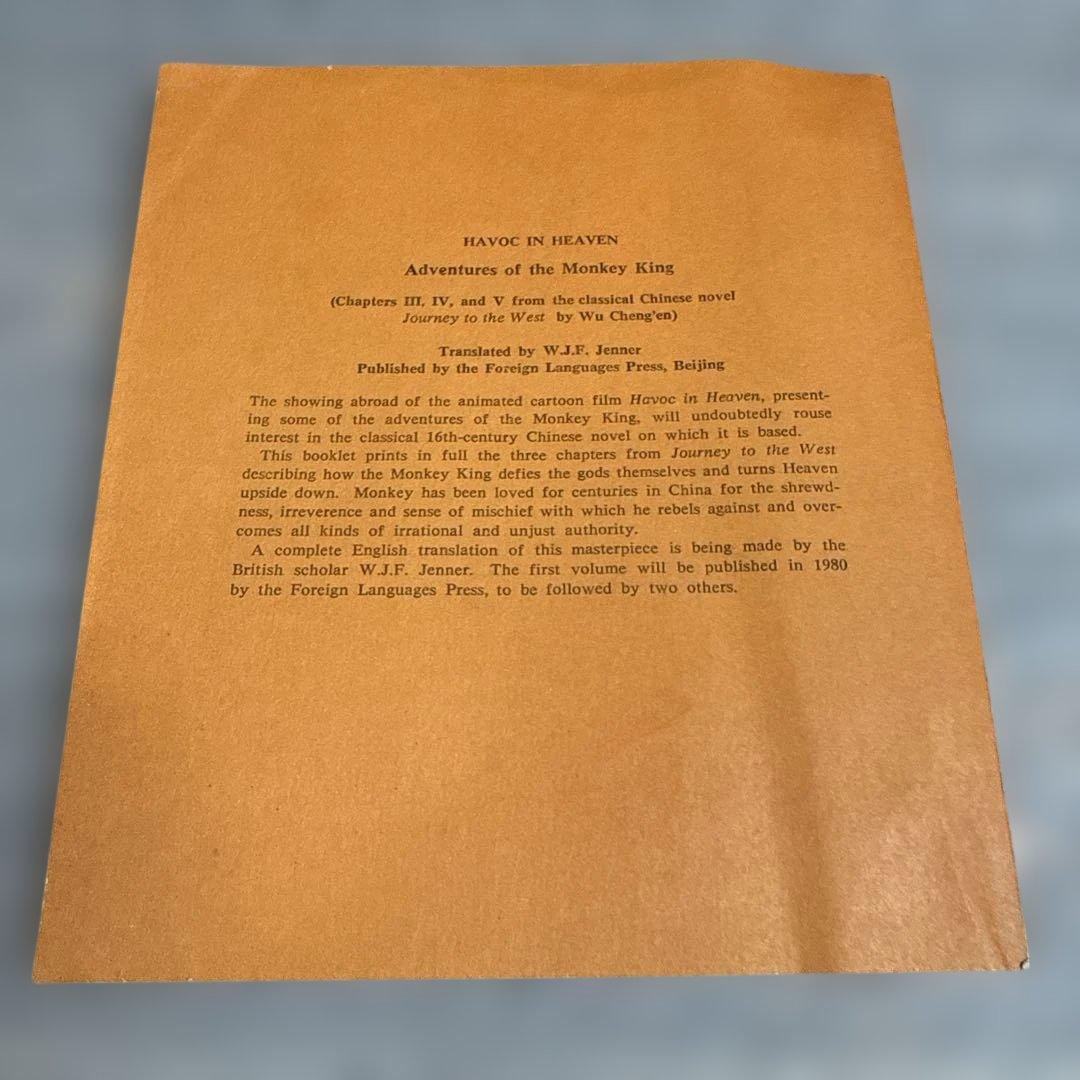 HAVOC IN HEAVEN
Adventures of the Monkey King
(Chapters III, IV, and V from the classical Chinese novel
Journey to the West by Wu Cheng'en)
Translated by W.J.F. Jenner
Published by the Foreign Languages Press, Beijing
The showing abroad of the animated cartoon film Havoc in Heaven, present-
ing some of the adventures of the Monkey King, will undoubtedly rouse
interest in the classical 16th-century Chinese novel on which it is based.
This booklet prints in full the three chapters from Journey to the West
describing how the Monkey King defies the gods themselves and turns Heaven
upside down. Monkey has been loved for centuries in China for the shrewd-
ness, irreverence and sense of mischief with which he rebels against and over-
comes all kinds of irrational and unjust authority.
A complete English translation of this masterpiece is being made by the
British scholar W.J.F. Jenner. The first volume will be published in 1980
by the Foreign Languages Press, to be followed by two others.